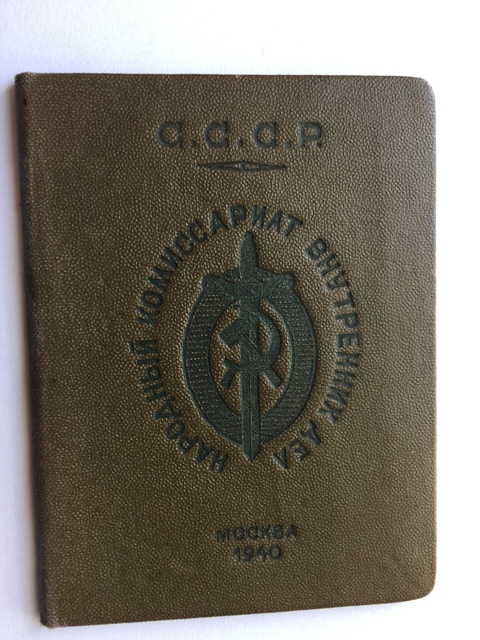 С.С.С.Р.
НАРОДНЫЙ КОМИССАРИАТ ВНУТРЕННИХ ДЕЛ
МОСКВА
1940